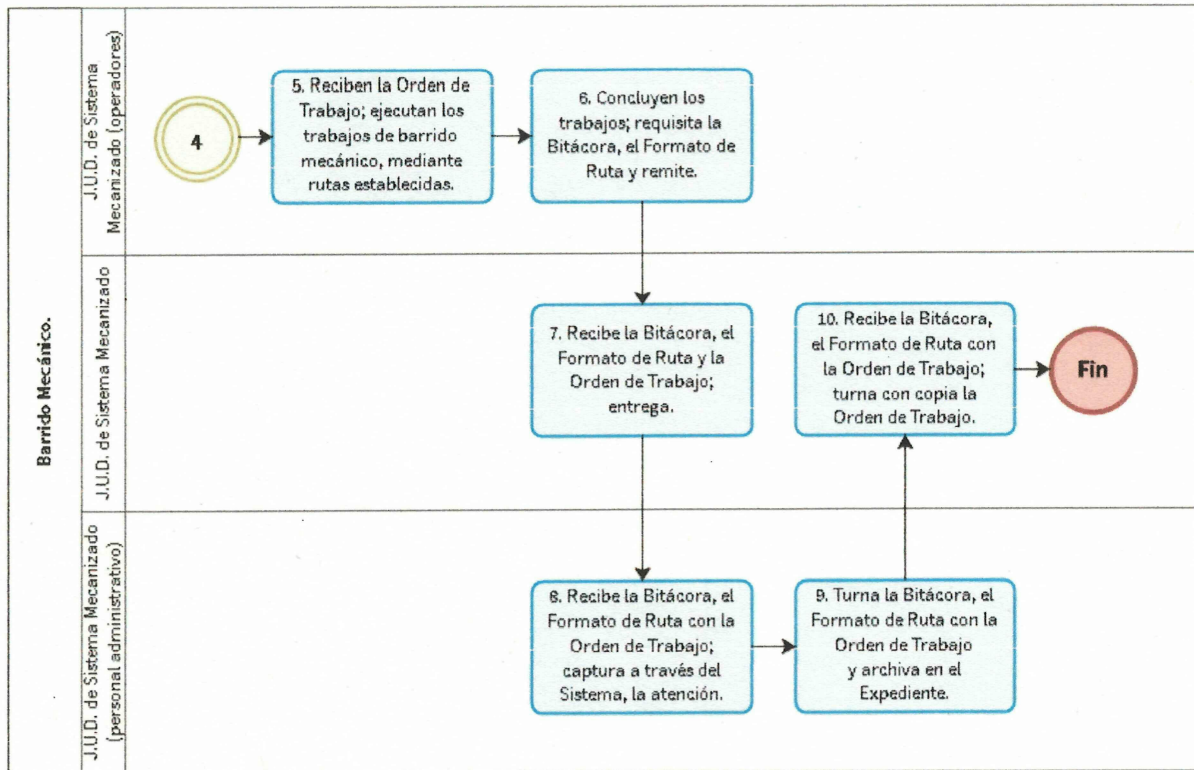 Barrido Mecánico.
J.U.D. de Sistema
Mecanizado (operadores)
4
5. Reciben la Orden de
Trabajo; ejecutan los
trabajos de barrido
mecánico, mediante
rutas establecidas.
6. Concluyen los
trabajos; requisita la
Bitácora, el Formato de
Ruta y remite.
J.U.D. de Sistema Mecanizado
7. Recibe la Bitácora, el
Formato de Ruta y la
Orden de Trabajo;
entrega.
10. Recibe la Bitácora,
el Formato de Ruta con
la Orden de Trabajo;
turna con copia la
Orden de Trabajo.
Fin
J.U.D. de Sistema Mecanizado
(personal administrativo)
8. Recibe la Bitácora, el
Formato de Ruta con la
Orden de Trabajo;
captura a través del
Sistema, la atención.
9. Turna la Bitácora, el
Formato de Ruta con la
Orden de Trabajo
y archiva en el
Expediente.